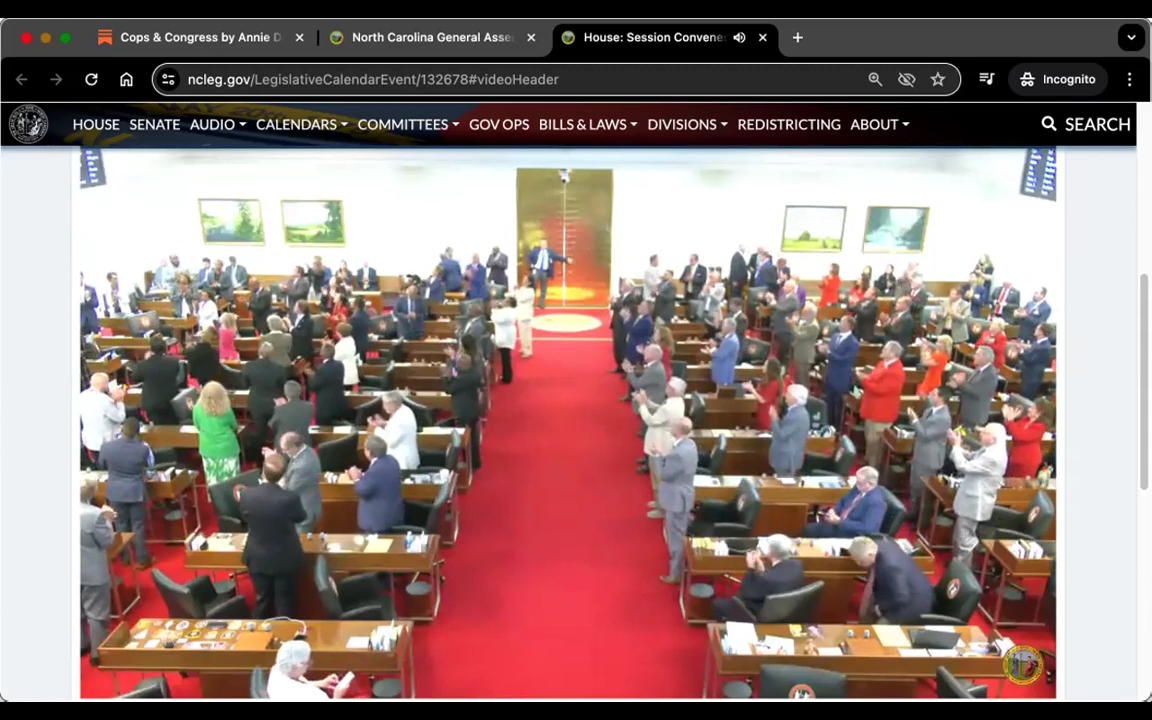 Cops & Congress by Annie D
North Carolina General Asse
House: Session Convene
ncleg.gov/LegislativeCalendarEvent/132678#videoHeader
Incognito
HOUSE SENATE AUDIO CALENDARS COMMITTEES GOV OPS BILLS & LAWS DIVISIONS REDISTRICTING ABOUT SEARCH